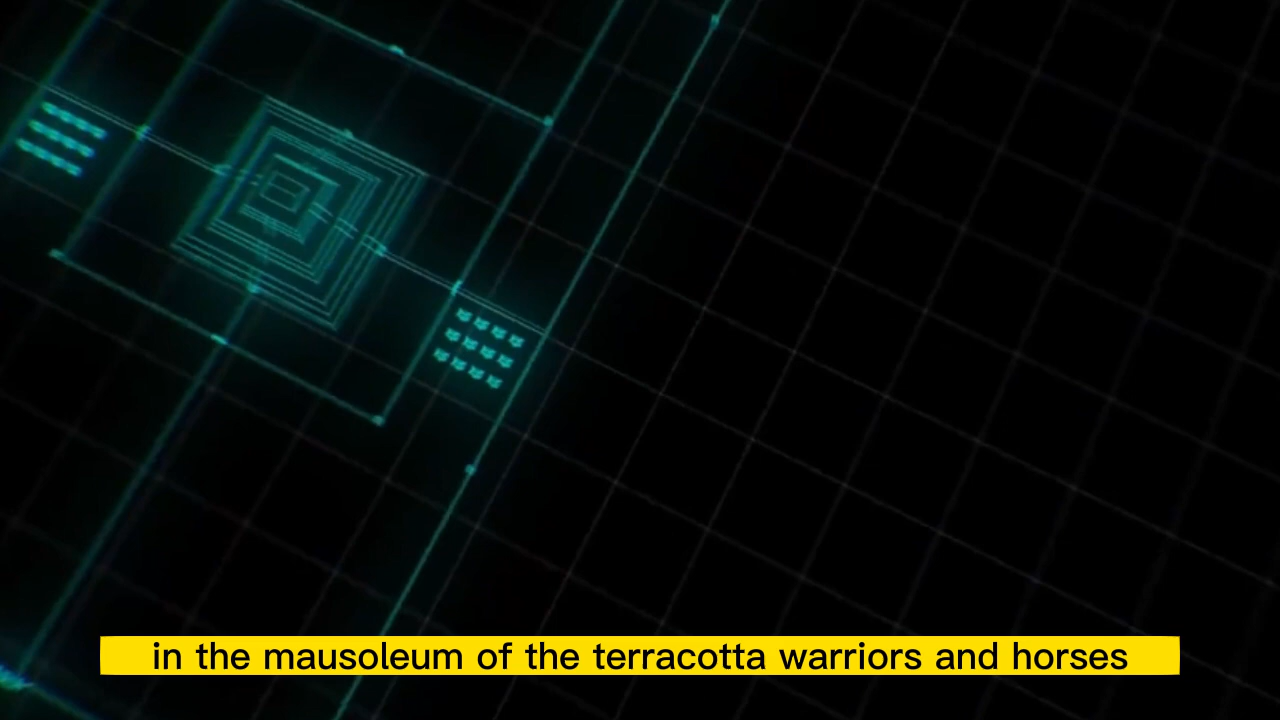 in the mausoleum of the terracotta warriors and horses